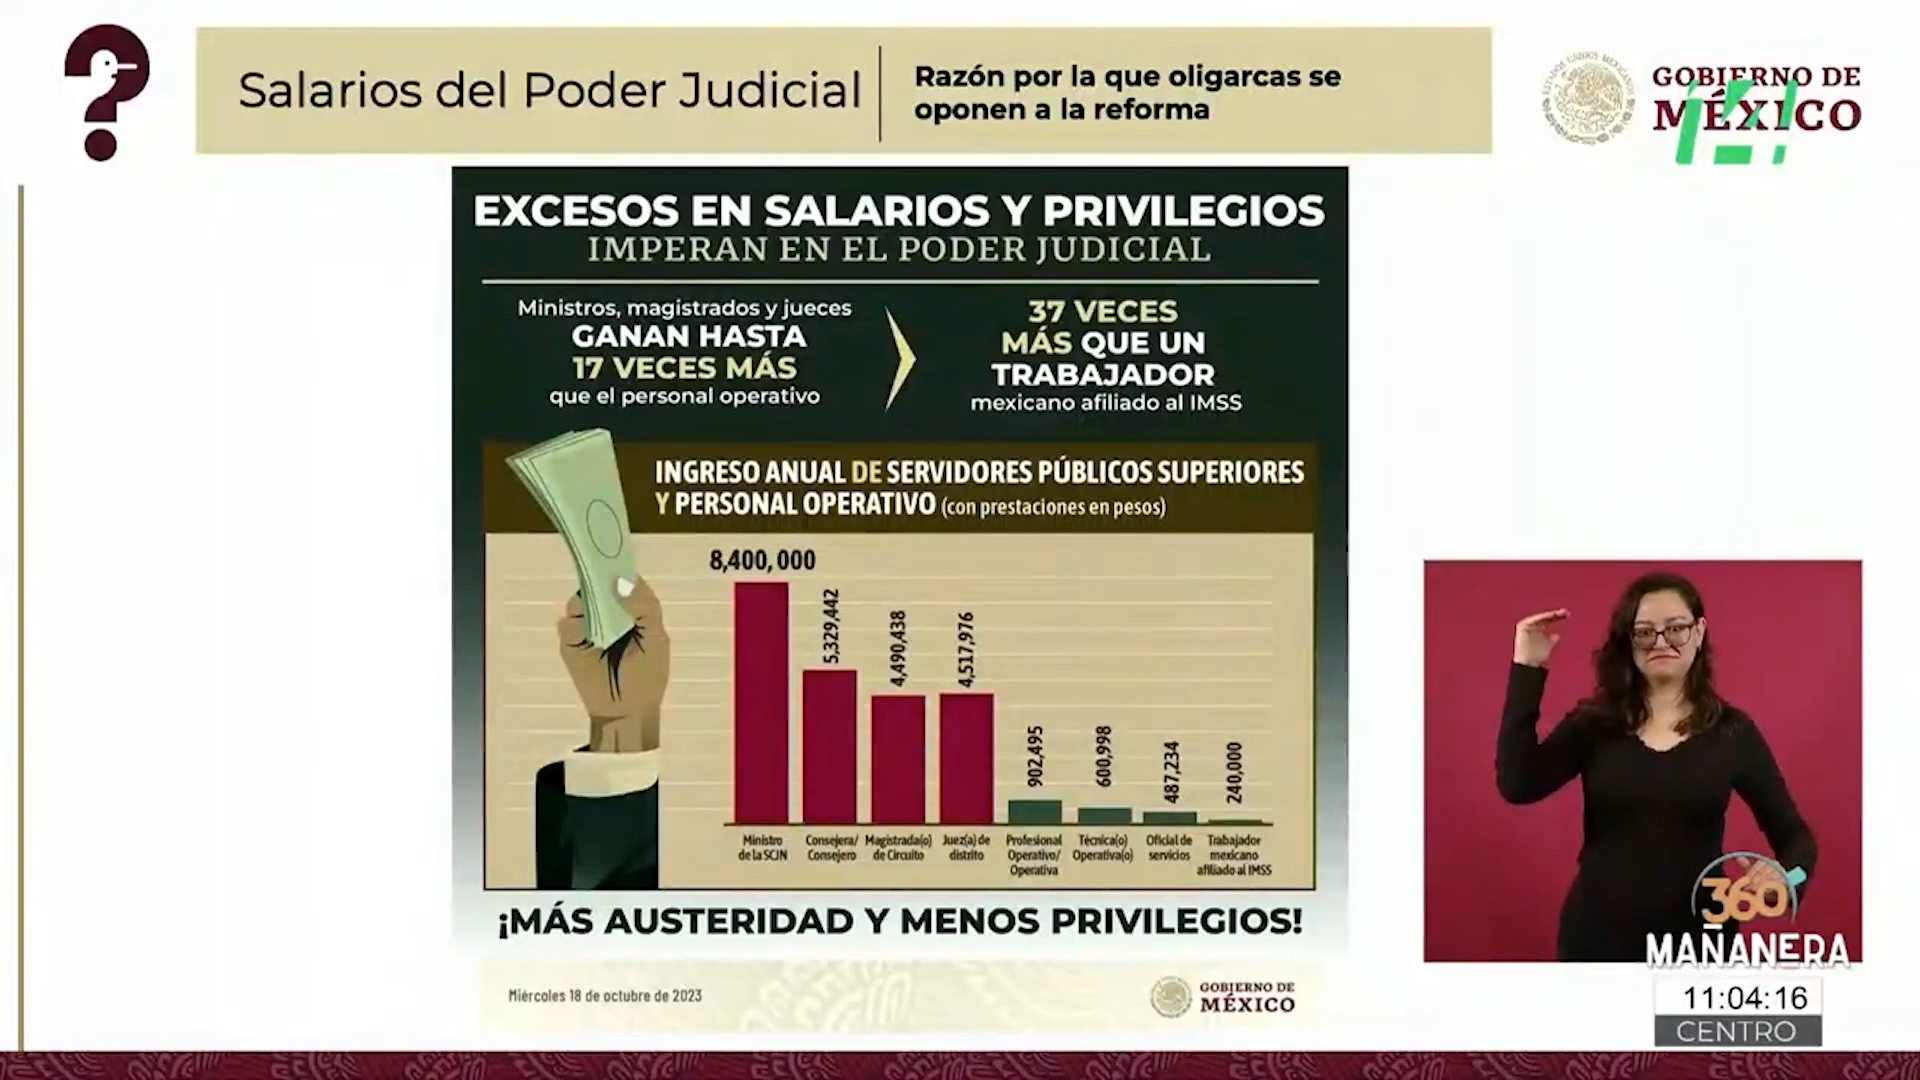 Salarios del Poder Judicial
Razón por la que oligarcas se
oponen a la reforma
GOBIERNO DE
MÉXICO
EXCESOS EN SALARIOS Y PRIVILEGIOS
IMPERAN EN EL PODER JUDICIAL
Ministros, magistrados y jueces
GANAN HASTA
17 VECES MÁS
que el personal operativo
37 VECES
MÁS QUE UN
TRABAJADOR
mexicano afiliado al IMSS
INGRESO ANUAL DE SERVIDORES PÚBLICOS SUPERIORES
Y PERSONAL OPERATIVO (con prestaciones en pesos)
8,400,000
5,329,442
4,490,438
4,517,976
902,495
600,998
487,234
240,000
Ministro
de la SCJN
Consejera/
Consejero
Magistrada(o)
de Circuito
Juez(a) de
distrito
Profesional
Operativo/
Operativa
Técnica(o)
Operativa(o)
Oficial de
servicios
Trabajador
mexicano
afiliado al IMSS
¡MÁS AUSTERIDAD Y MENOS PRIVILEGIOS!
Miércoles 18 de octubre de 2023
GOBIERNO DE
MÉXICO
360
MAÑANERA
11:04:16
CENTRO